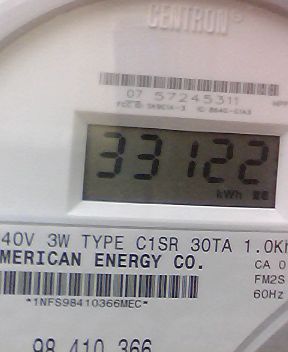 CENTRON®
07 57245311
33122
kWh
40V 3W TYPE C1SR 30TA 1.0K
MERICAN ENERGY CO.
CA 0
FM2S
60Hz
*1NFS98410366MEC*
98 410 366